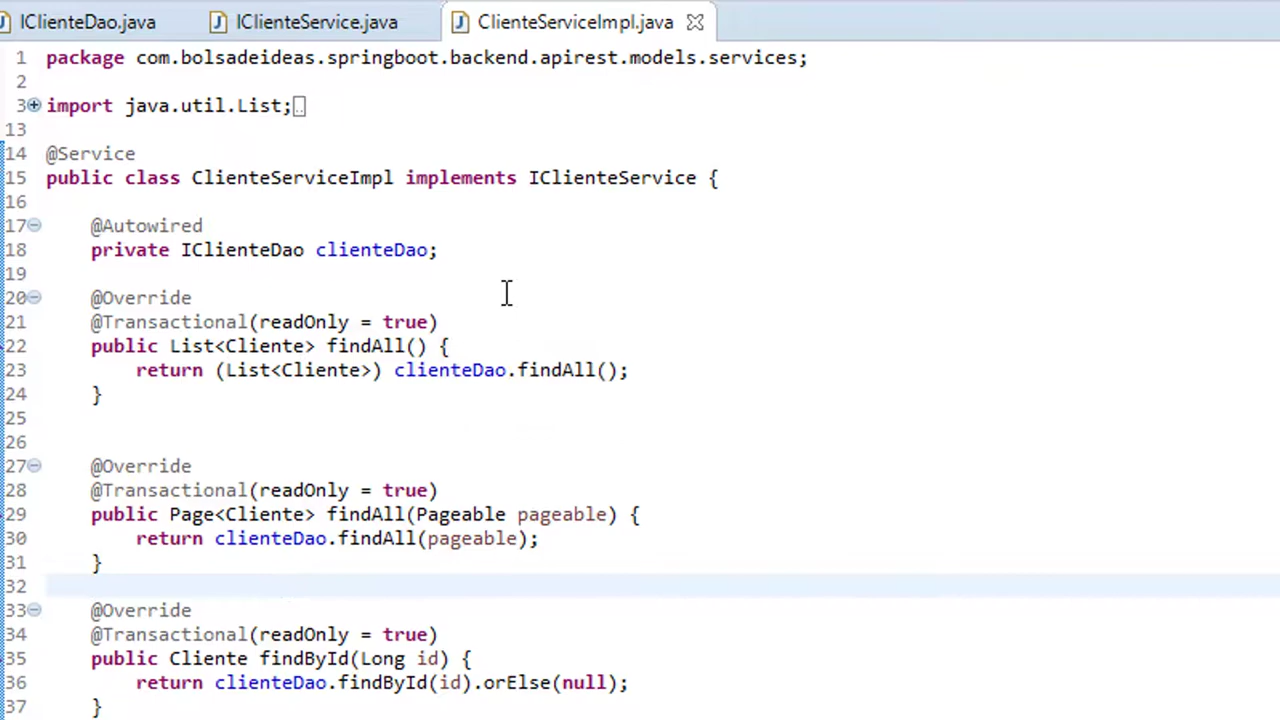 IClienteDao.java IClienteService.java ClienteServiceImpl.java
1 package com.bolsadeideas.springboot.backend.apirest.models.services;
2
3 import java.util.List;
13
14 @Service
15 public class ClienteServiceImpl implements IClienteService {
16
17 @Autowired
18 private IClienteDao clienteDao;
19
20 @Override
21 @Transactional(readOnly = true)
22 public List<Cliente> findAll() {
23 return (List<Cliente>) clienteDao.findAll();
24 }
25
26
27 @Override
28 @Transactional(readOnly = true)
29 public Page<Cliente> findAll(Pageable pageable) {
30 return clienteDao.findAll(pageable);
31 }
32
33 @Override
34 @Transactional(readOnly = true)
35 public Cliente findById(Long id) {
36 return clienteDao.findById(id).orElse(null);
37 }